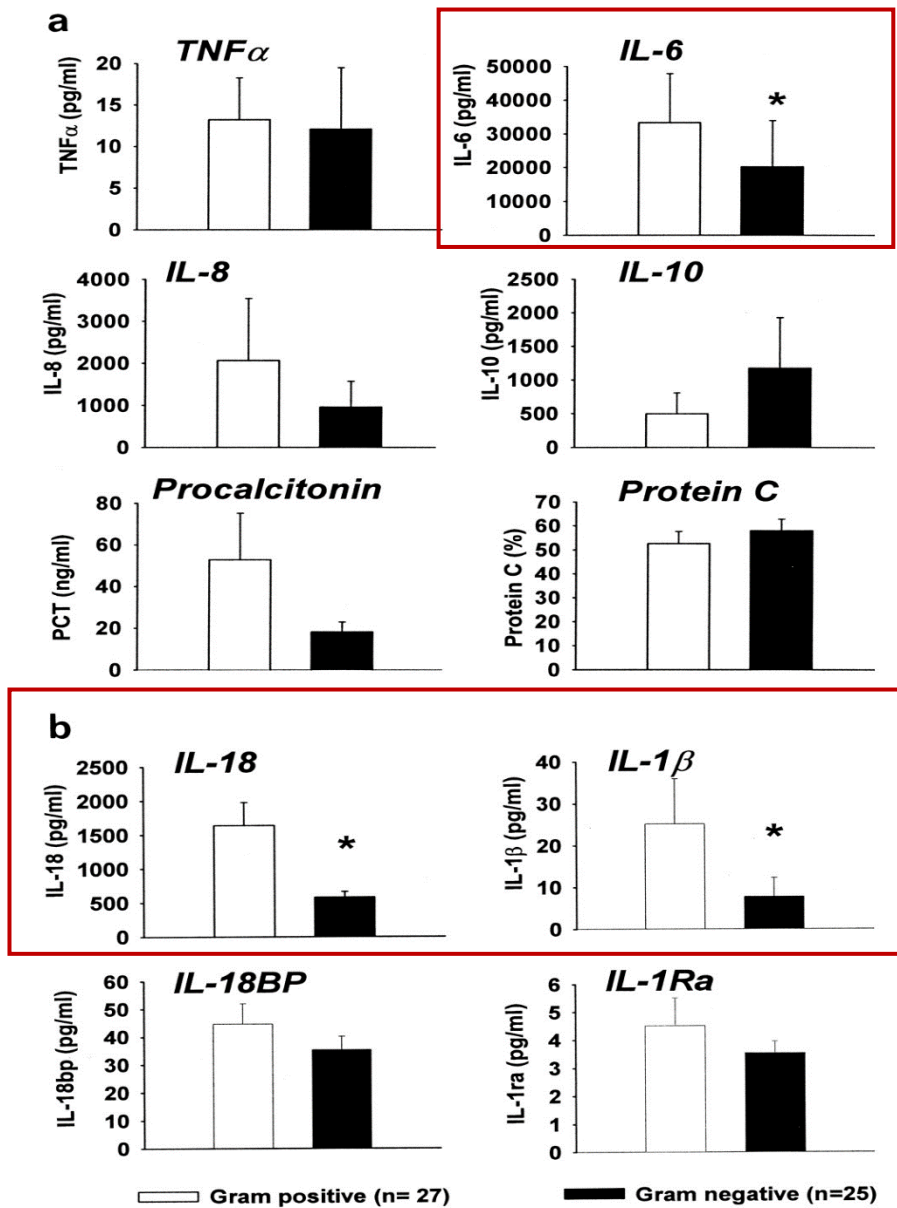 a
TNFα
TNFα (pg/ml)
20
15
10
5
0
IL-6
IL-6 (pg/ml)
50000
40000
30000
20000
10000
0
*
IL-8
IL-8 (pg/ml)
4000
3000
2000
1000
0
IL-10
IL-10 (pg/ml)
2500
2000
1500
1000
500
0
Procalcitonin
PCT (ng/ml)
80
60
40
20
0
Protein C
Protein C (%)
70
60
50
40
30
20
10
0
b
IL-18
IL-18 (pg/ml)
2500
2000
1500
1000
500
0
*
IL-1β
IL-1β (pg/ml)
40
30
20
10
0
*
IL-18BP
IL-18bp (pg/ml)
60
50
40
30
20
10
0
IL-1Ra
IL-1ra (pg/ml)
6
5
4
3
2
1
0
Gram positive (n= 27)
Gram negative (n=25)